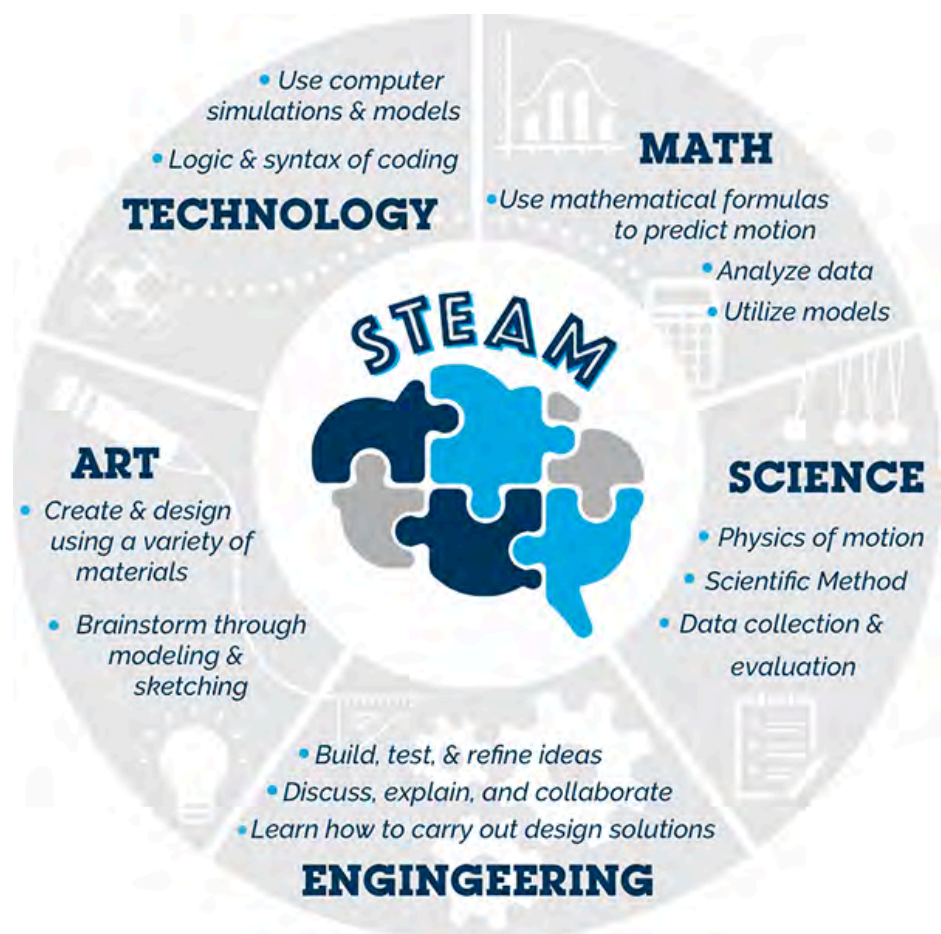 • Use computer
simulations & models
• Logic & syntax of coding
TECHNOLOGY
MATH
• Use mathematical formulas
to predict motion
• Analyze data
• Utilize models
STEAM
ART
• Create & design
using a variety of
materials
• Brainstorm through
modeling &
sketching
SCIENCE
• Physics of motion
• Scientific Method
• Data collection &
evaluation
• Build, test, & refine ideas
• Discuss, explain, and collaborate
• Learn how to carry out design solutions
ENGINGEERING